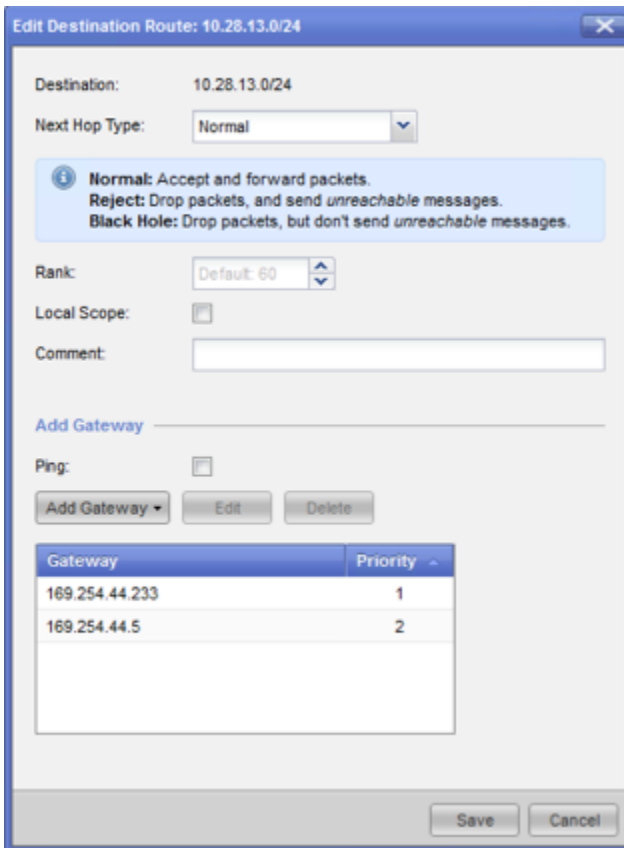 Edit Destination Route: 10.28.13.0/24
Destination: 10.28.13.0/24
Next Hop Type: Normal
Normal: Accept and forward packets.
Reject: Drop packets, and send unreachable messages.
Black Hole: Drop packets, but don't send unreachable messages.
Rank: Default: 60
Local Scope:
Comment:
Add Gateway
Ping:
Add Gateway Edit Delete
Gateway Priority
169.254.44.233 1
169.254.44.5 2
Save Cancel